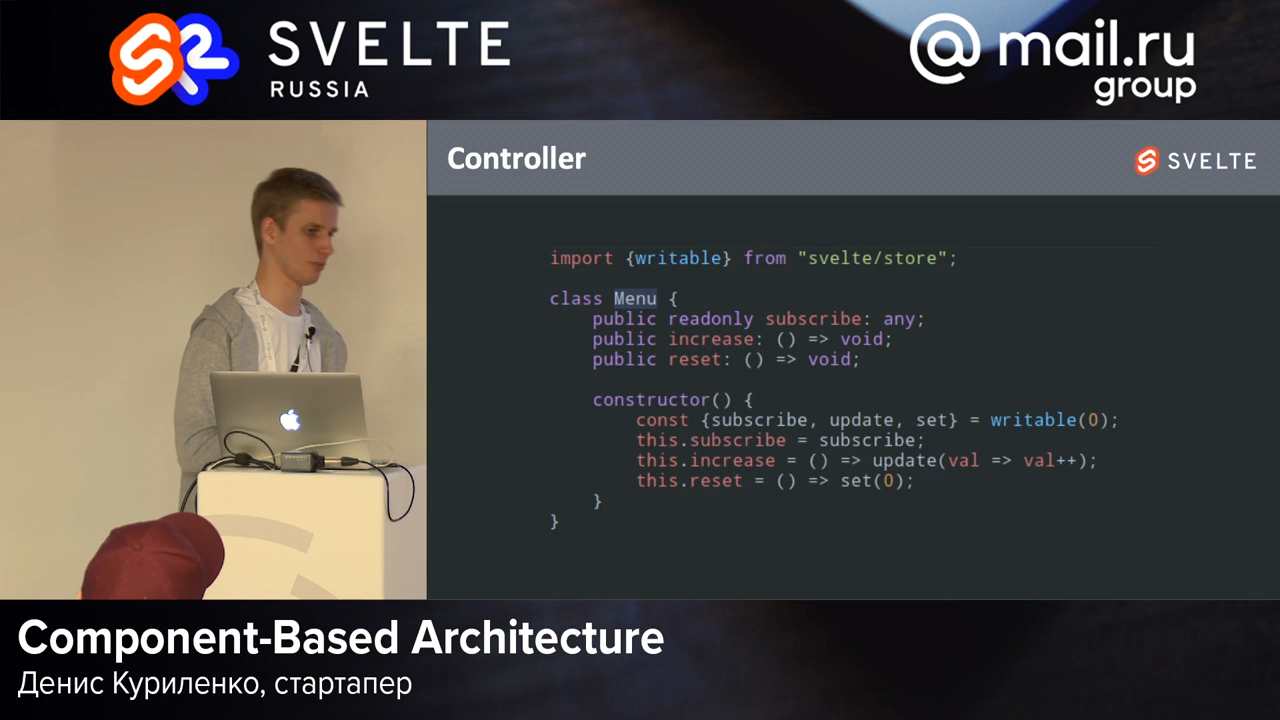 SVELTE
RUSSIA
@mail.ru
group
Controller
SVELTE
import {writable} from "svelte/store";
class Menu {
public readonly subscribe: any;
public increase: () => void;
public reset: () => void;
constructor() {
const {subscribe, update, set} = writable(0);
this.subscribe = subscribe;
this.increase = () => update(val => val++);
this.reset = () => set(0);
}
}
Component-Based Architecture
Денис Куриленко, стартапер